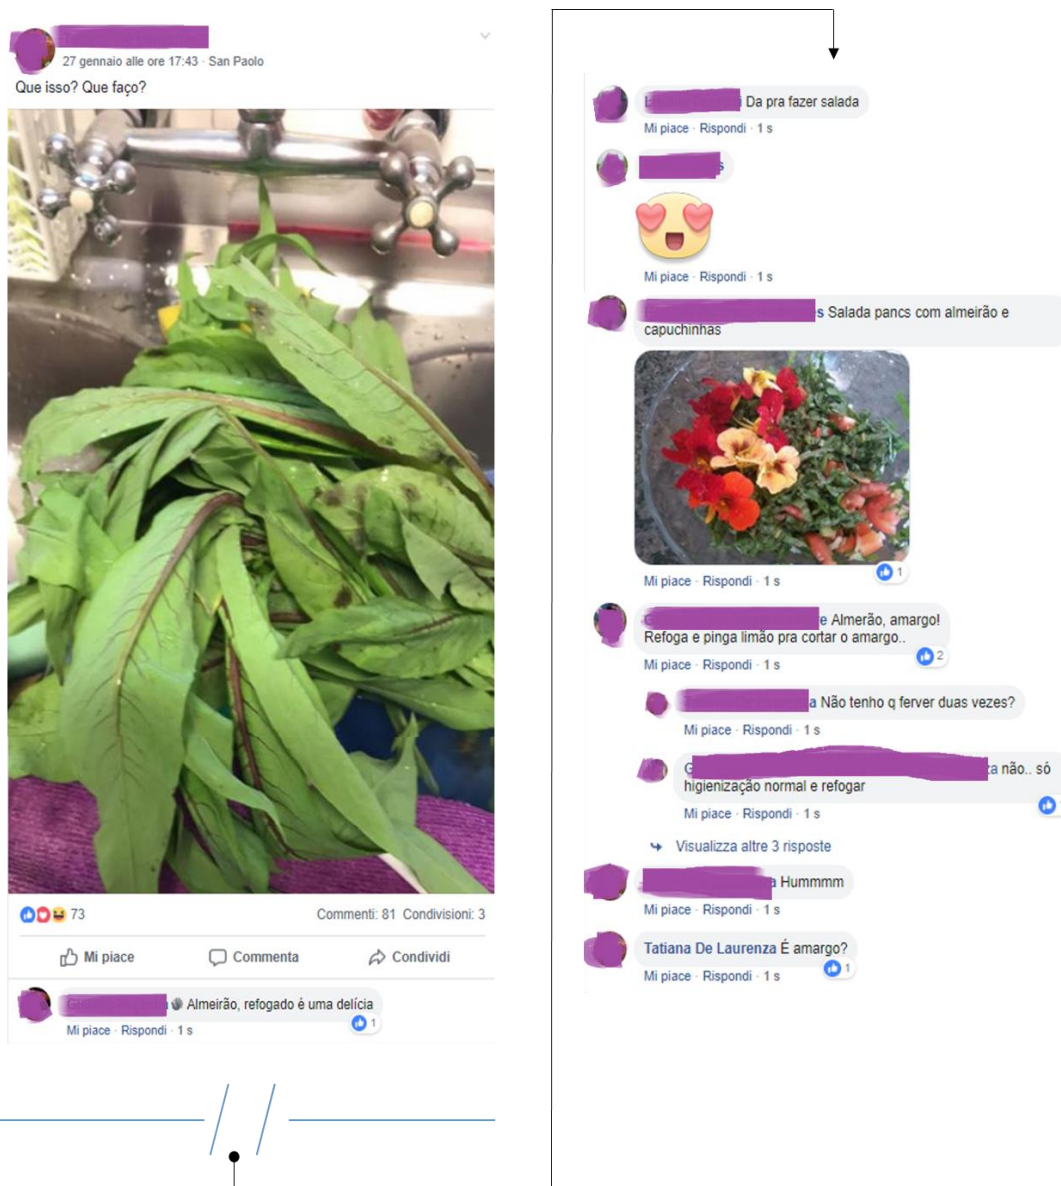 27 gennaio alle ore 17:43 · San Paolo
Que isso? Que faço?
73
Commenti: 81 Condivisioni: 3
Mi piace
Commenta
Condividi
Almeirão, refogado é uma delícia
1
Mi piace · Rispondi · 1 s
Da pra fazer salada
Mi piace · Rispondi · 1 s
s
Mi piace · Rispondi · 1 s
s Salada pancs com almeirão e
capuchinhas
1
Mi piace · Rispondi · 1 s
e Almerão, amargo!
Refoga e pinga limão pra cortar o amargo..
2
Mi piace · Rispondi · 1 s
a Não tenho q ferver duas vezes?
Mi piace · Rispondi · 1 s
G za não.. só
higienização normal e refogar
Mi piace · Rispondi · 1 s
Visualizza altre 3 risposte
a Hummmm
Mi piace · Rispondi · 1 s
Tatiana De Laurenza É amargo?
1
Mi piace · Rispondi · 1 s